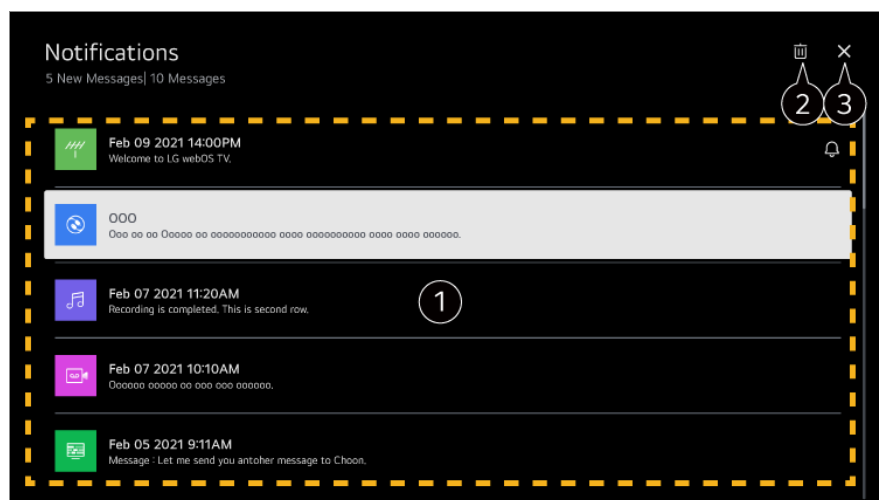 Notifications
5 New Messages| 10 Messages
2 3
Feb 09 2021 14:00PM
Welcome to LG webOS TV.
OOO
Ooo oo oo Ooooo oo ooooooooooo oooo oooooooooo oooo oooo oooooo.
Feb 07 2021 11:20AM
Recording is completed. This is second row.
1
Feb 07 2021 10:10AM
Oooooo ooooo oo ooo ooo oooooo.
Feb 05 2021 9:11AM
Message : Let me send you antoher message to Choon.